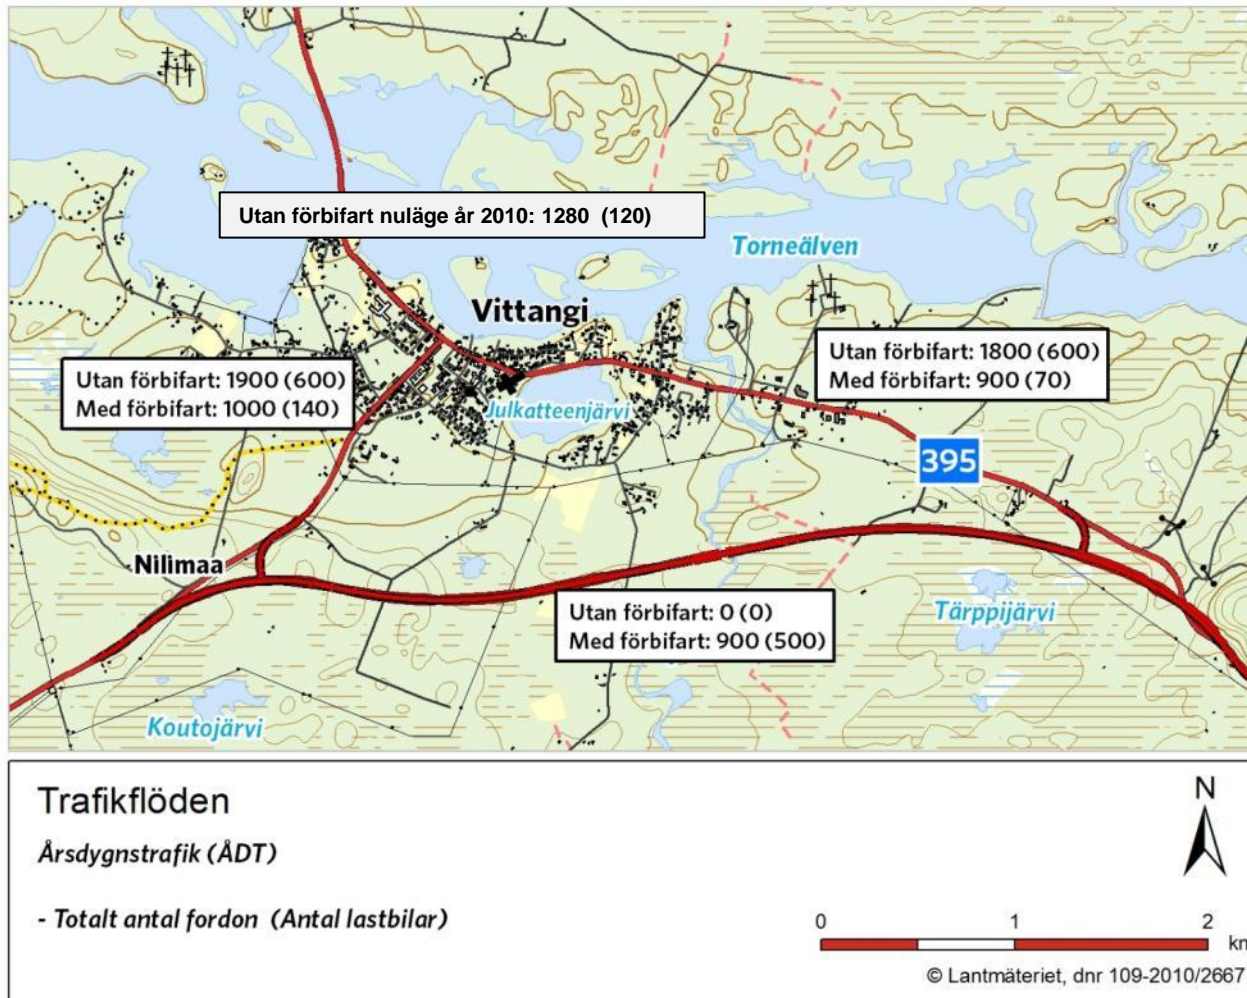 Utan förbifart nuläge år 2010: 1280 (120)
Torneälven
Vittangi
Utan förbifart: 1800 (600)
Med förbifart: 900 (70)
Utan förbifart: 1900 (600)
Med förbifart: 1000 (140)
Julkatteenjärvi
395
Nilimaa
Utan förbifart: 0 (0)
Med förbifart: 900 (500)
Tärppijärvi
Koutojärvi
Trafikflöden
N
Årsdygnstrafik (ÅDT)
- Totalt antal fordon (Antal lastbilar)
0 1 2
km
© Lantmäteriet, dnr 109-2010/2667